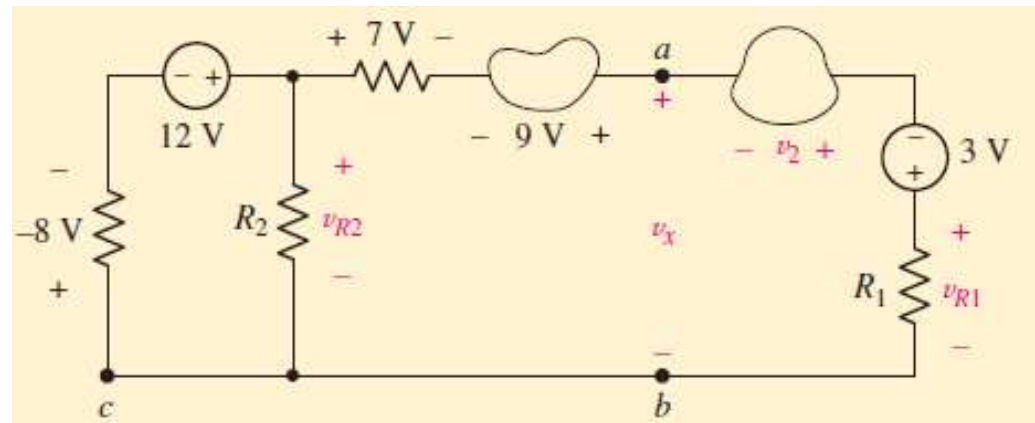 + 7 V −
a
− +
12 V
− 9 V +
+
− v2 +
−
+
3 V
−
+
−8 V
R2
vR2
vx
+
+
−
R1
vR1
−
−
c
b